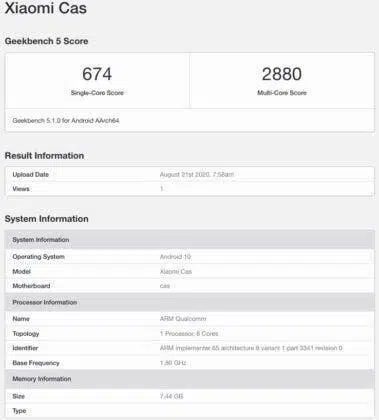 Xiaomi Cas
Geekbench 5 Score
674 2880
Single-Core Score Multi-Core Score
Geekbench 5.1.0 for Android AArch64
Result Information
Upload Date August 21st 2020, 7:58am
Views 1
System Information
System Information
Operating System Android 10
Model Xiaomi Cas
Motherboard cas
Processor Information
Name ARM Qualcomm
Topology 1 Processor, 8 Cores
Identifier ARM implementer 65 architecture 8 variant 1 part 3341 revision 0
Base Frequency 1.80 GHz
Memory Information
Size 7.44 GB
Type